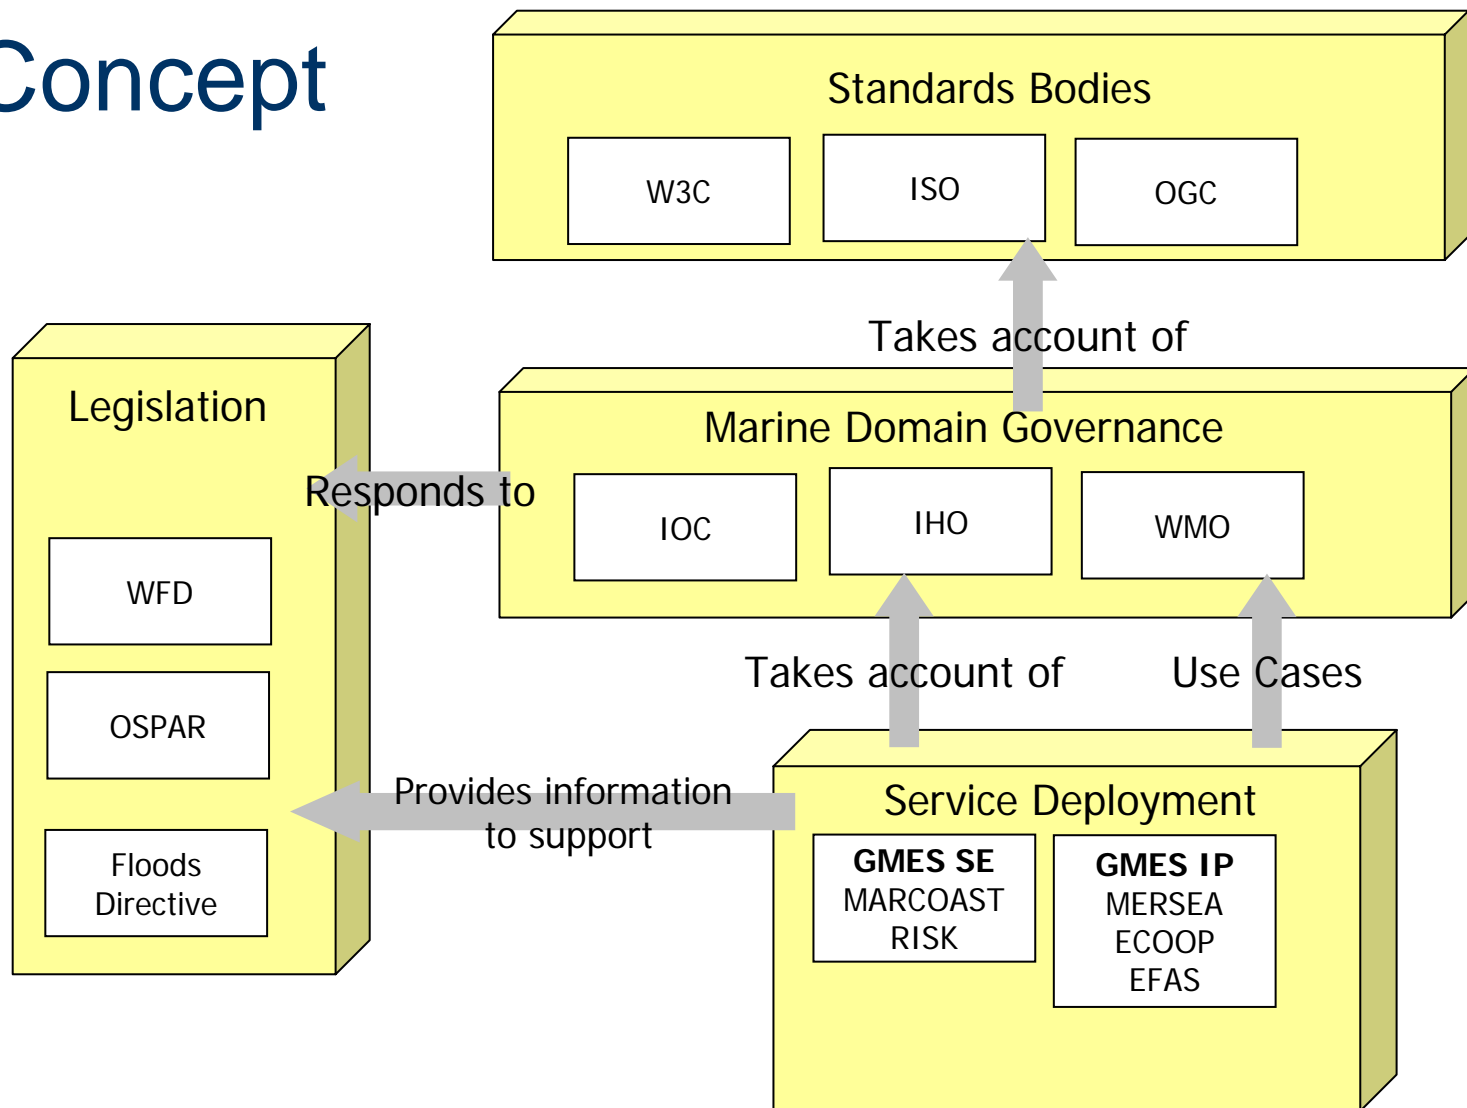 Concept
Standards Bodies
W3C
ISO
OGC
Takes account of
Legislation
Marine Domain Governance
Responds to
IOC
IHO
WMO
WFD
OSPAR
Floods
Directive
Takes account of
Use Cases
Provides information
to support
Service Deployment
GMES SE
MARCOAST
RISK
GMES IP
MERSEA
ECOOP
EFAS